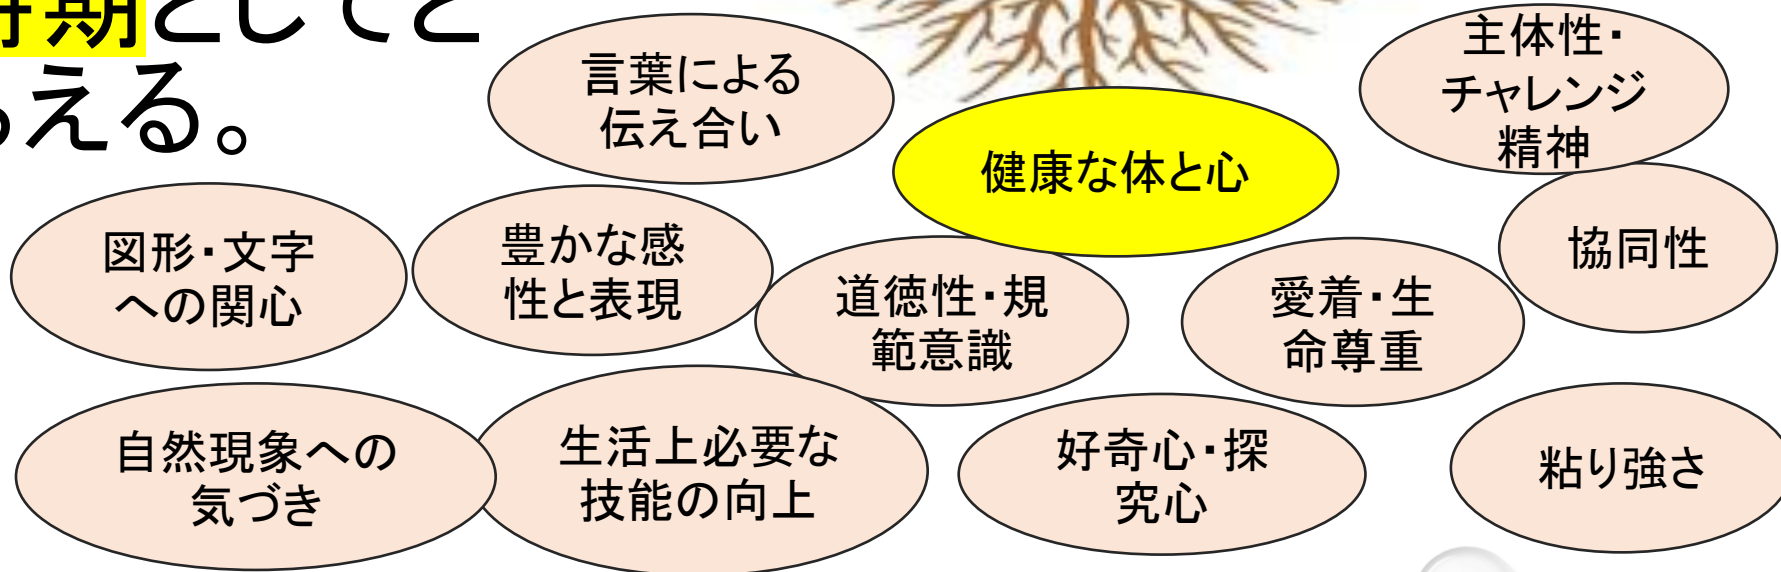 時期としてと
らえる。
言葉による
伝え合い
主体性・
チャレンジ
精神
健康な体と心
協同性
図形・文字
への関心
豊かな感
性と表現
道徳性・規
範意識
愛着・生
命尊重
自然現象への
気づき
生活上必要な
技能の向上
好奇心・探
究心
粘り強さ